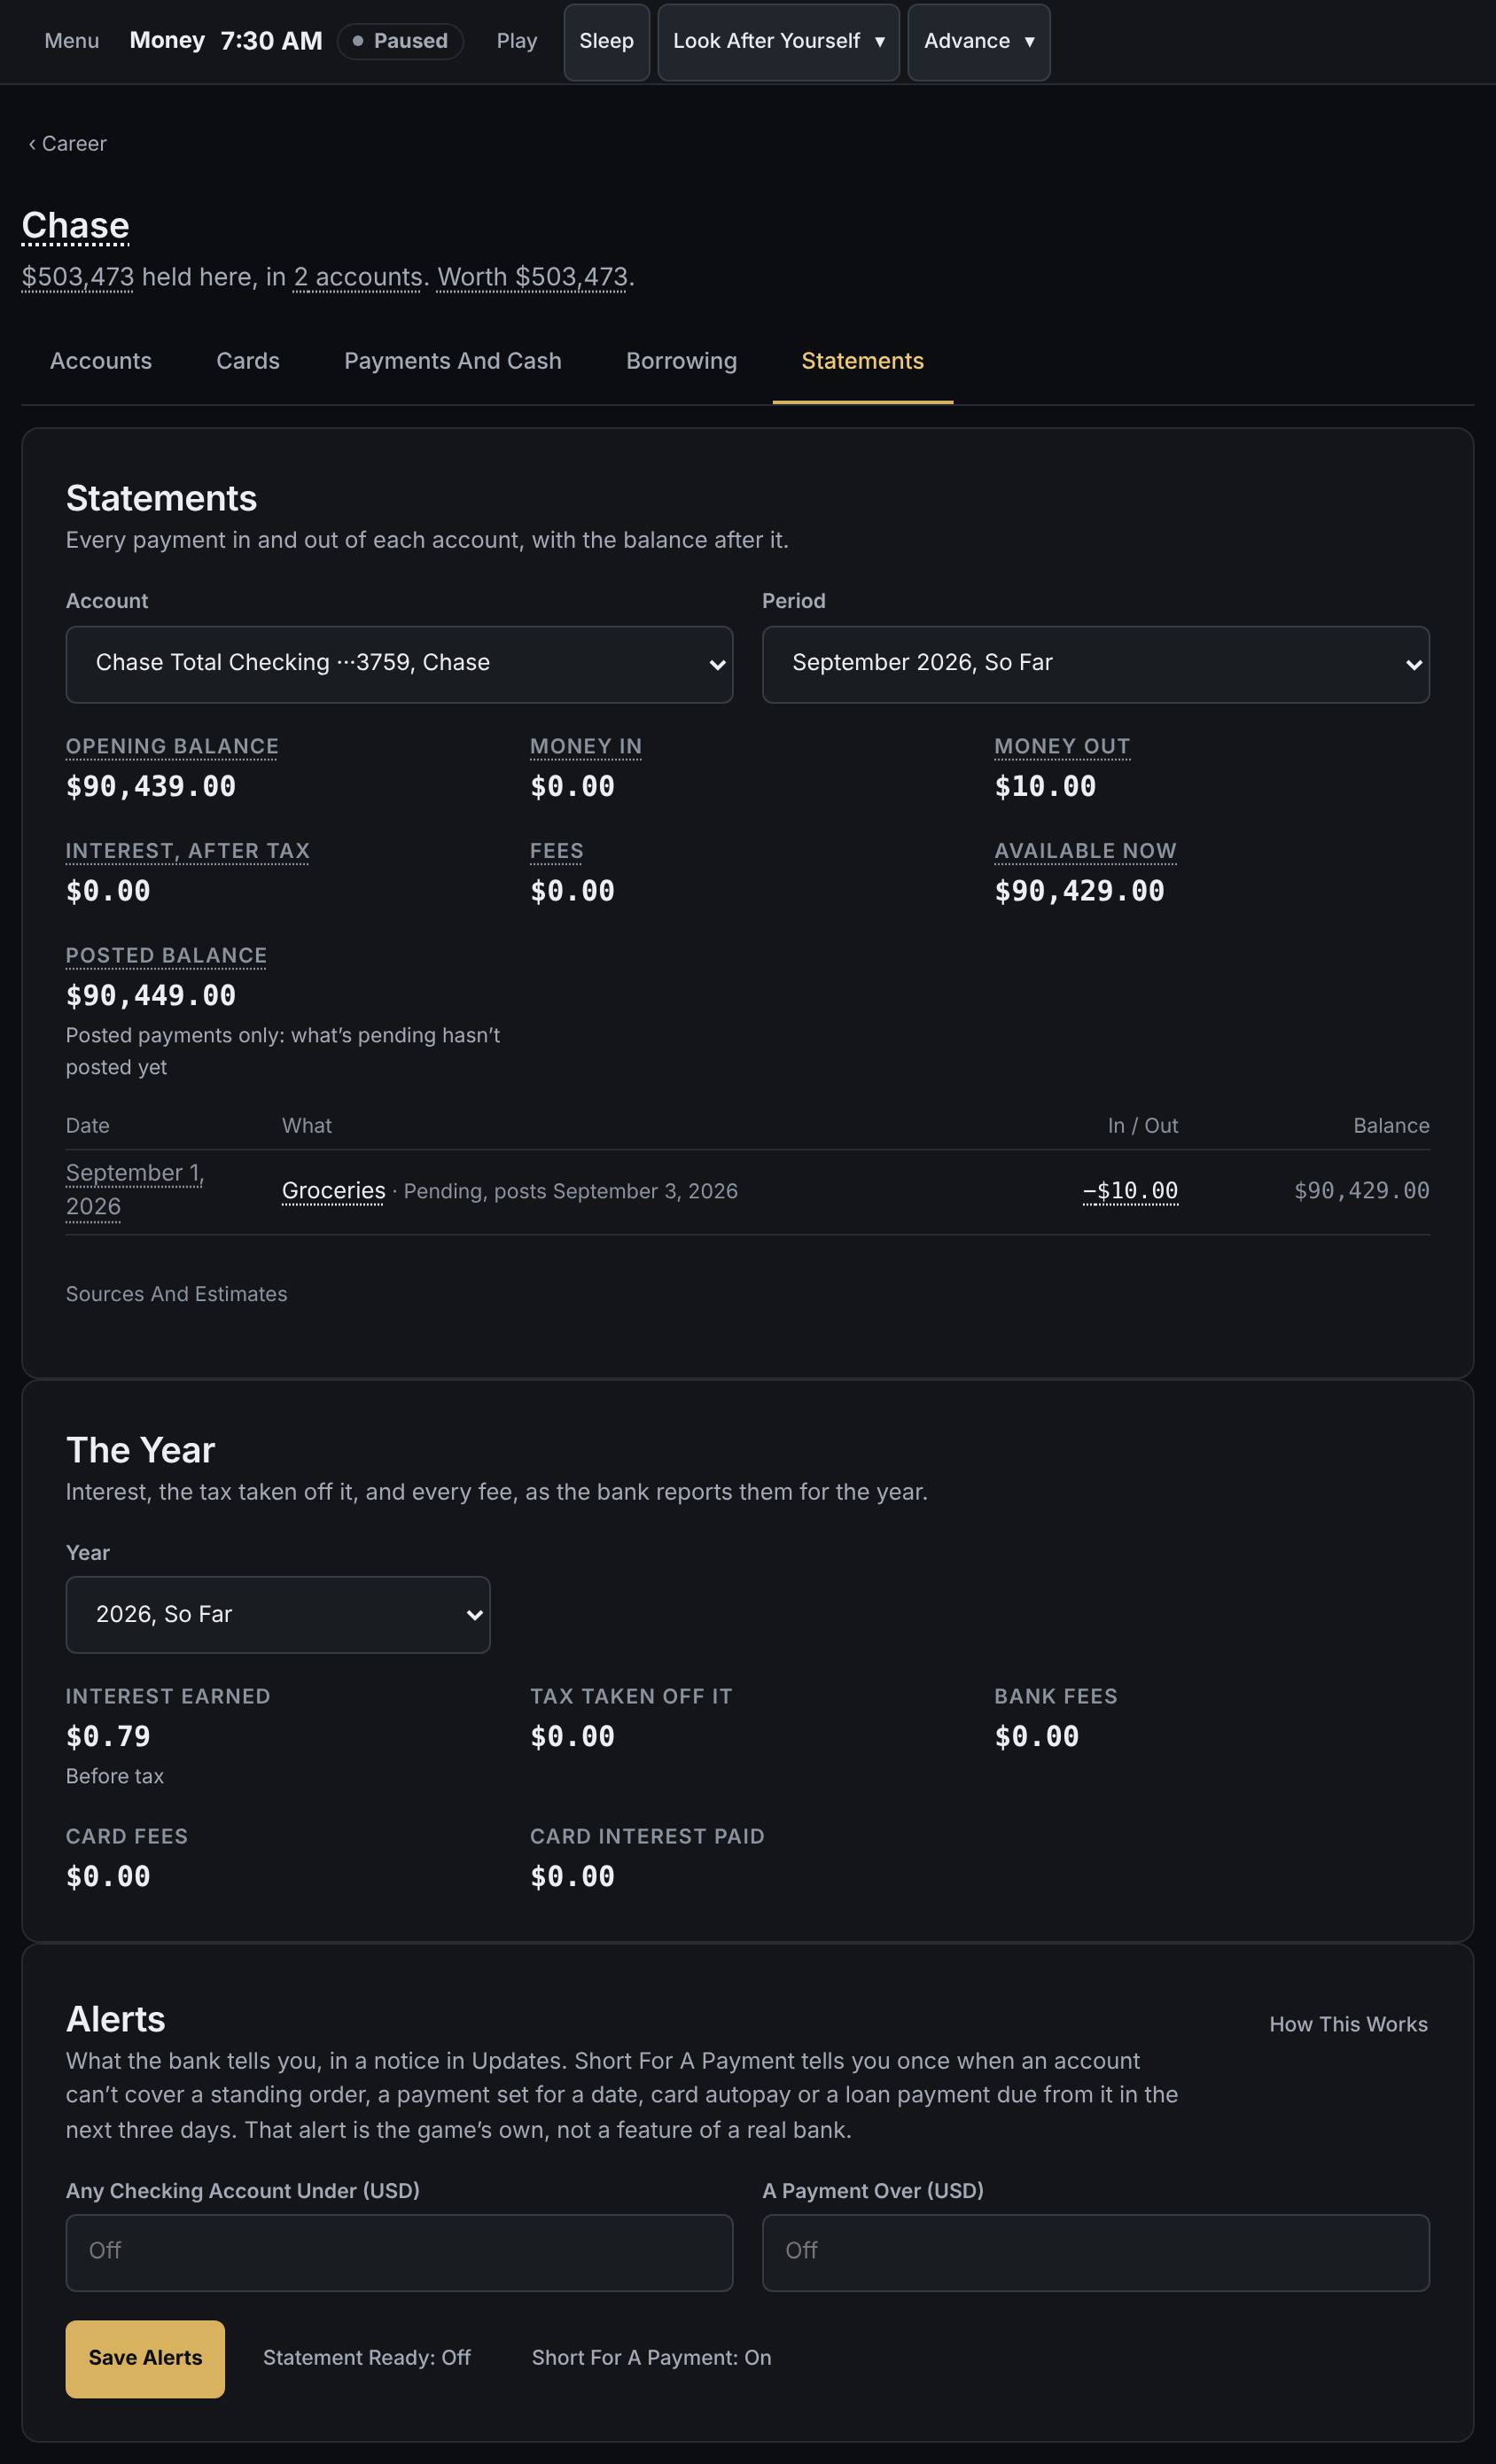 Menu Money 7:30 AM Paused Play Sleep Look After Yourself ▾ Advance ▾
‹ Career
Chase
$503,473 held here, in 2 accounts. Worth $503,473.
Accounts Cards Payments And Cash Borrowing Statements
Statements
Every payment in and out of each account, with the balance after it.
Account Period
Chase Total Checking ···3759, Chase September 2026, So Far
OPENING BALANCE MONEY IN MONEY OUT
$90,439.00 $0.00 $10.00
INTEREST, AFTER TAX FEES AVAILABLE NOW
$0.00 $0.00 $90,429.00
POSTED BALANCE
$90,449.00
Posted payments only: what’s pending hasn’t
posted yet
Date What In / Out Balance
September 1,
2026
Groceries · Pending, posts September 3, 2026 −$10.00 $90,429.00
Sources And Estimates
The Year
Interest, the tax taken off it, and every fee, as the bank reports them for the year.
Year
2026, So Far
INTEREST EARNED TAX TAKEN OFF IT BANK FEES
$0.79 $0.00 $0.00
Before tax
CARD FEES CARD INTEREST PAID
$0.00 $0.00
Alerts How This Works
What the bank tells you, in a notice in Updates. Short For A Payment tells you once when an account
can’t cover a standing order, a payment set for a date, card autopay or a loan payment due from it in the
next three days. That alert is the game’s own, not a feature of a real bank.
Any Checking Account Under (USD) A Payment Over (USD)
Off Off
Save Alerts Statement Ready: Off Short For A Payment: On